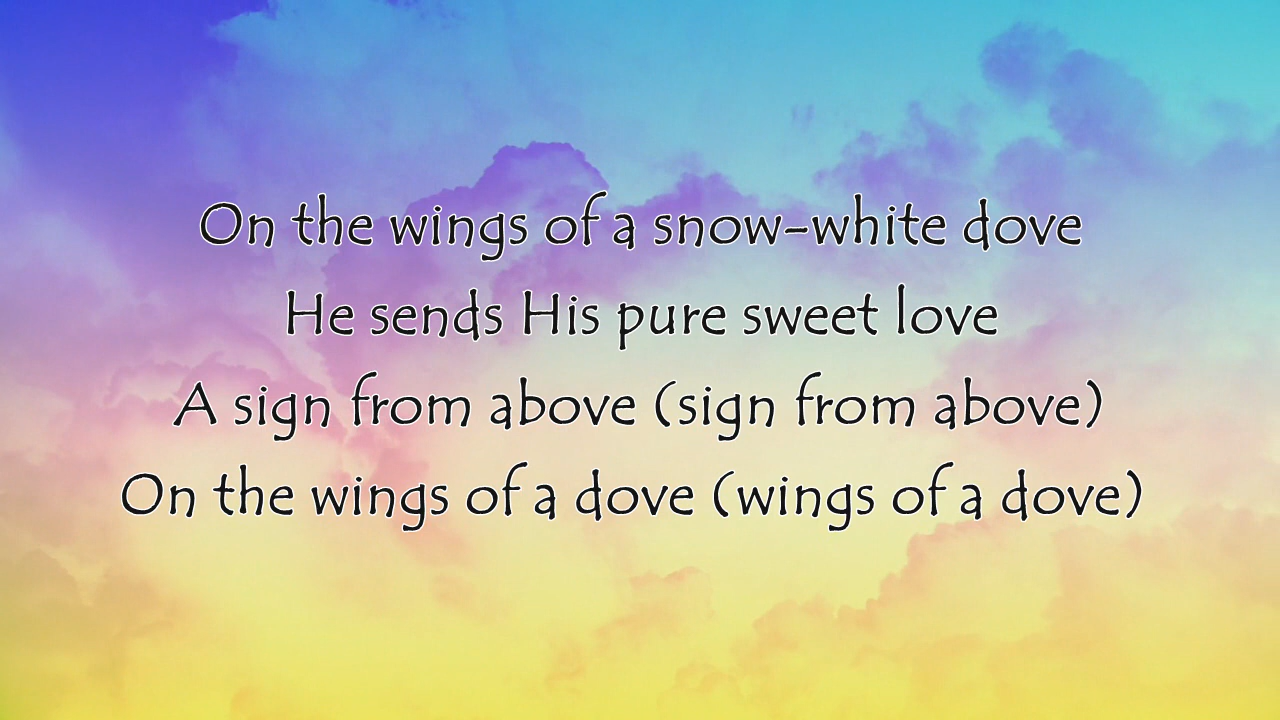 On the wings of a snow-white dove
He sends His pure sweet love
A sign from above (sign from above)
On the wings of a dove (wings of a dove)